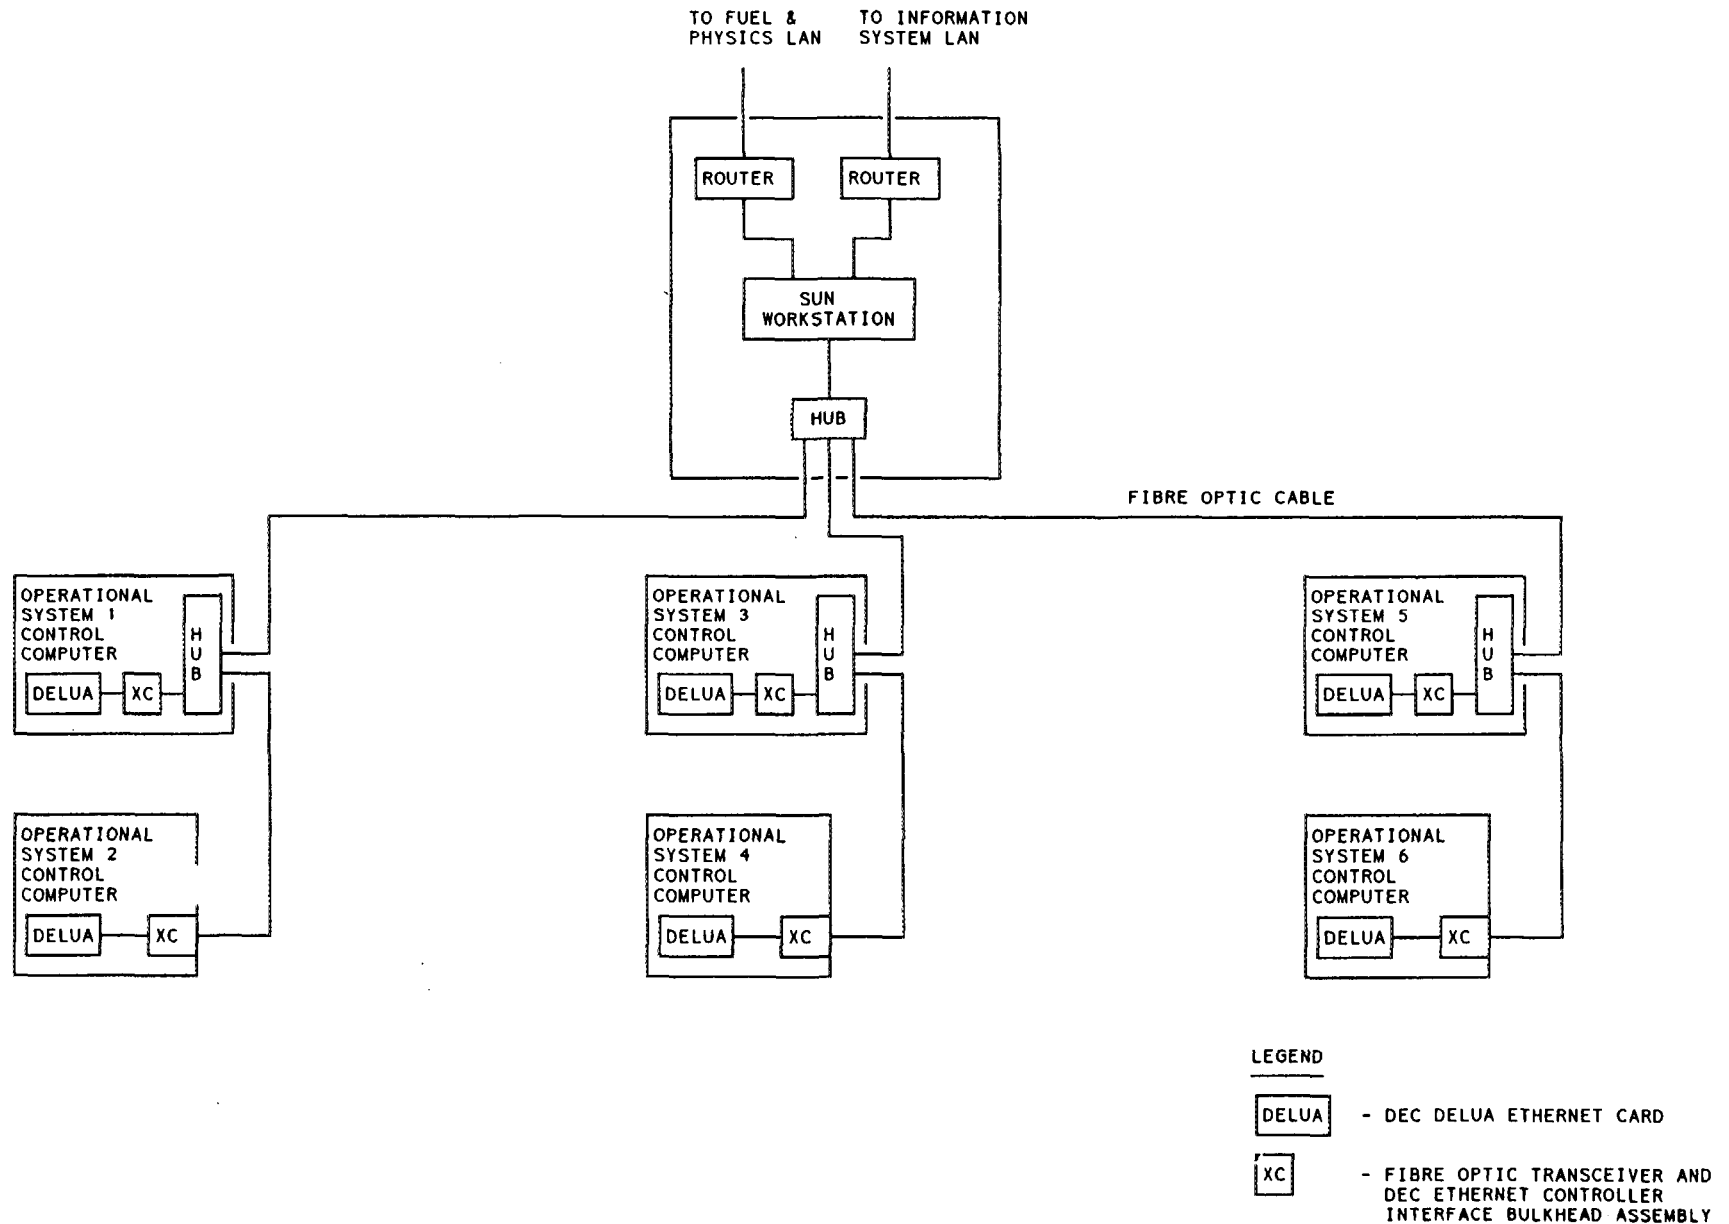 TO FUEL &
PHYSICS LAN
TO INFORMATION
SYSTEM LAN
ROUTER
ROUTER
SUN
WORKSTATION
HUB
FIBRE OPTIC CABLE
OPERATIONAL
SYSTEM 1
CONTROL
COMPUTER
HUB
DELUA
XC
OPERATIONAL
SYSTEM 3
CONTROL
COMPUTER
HUB
DELUA
XC
OPERATIONAL
SYSTEM 5
CONTROL
COMPUTER
HUB
DELUA
XC
OPERATIONAL
SYSTEM 2
CONTROL
COMPUTER
DELUA
XC
OPERATIONAL
SYSTEM 4
CONTROL
COMPUTER
DELUA
XC
OPERATIONAL
SYSTEM 6
CONTROL
COMPUTER
DELUA
XC
LEGEND
DELUA - DEC DELUA ETHERNET CARD
XC - FIBRE OPTIC TRANSCEIVER AND
DEC ETHERNET CONTROLLER
INTERFACE BULKHEAD ASSEMBLY